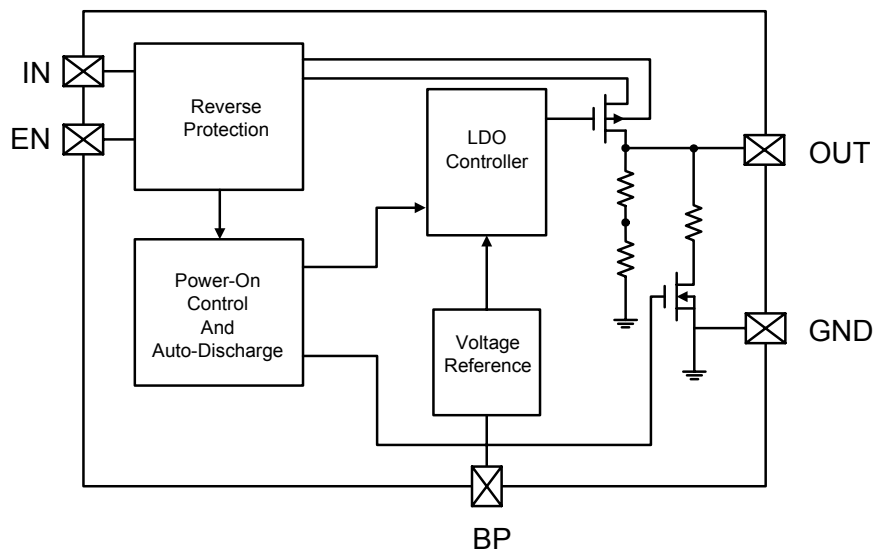 IN
EN
Reverse
Protection
LDO
Controller
OUT
Power-On
Control
And
Auto-Discharge
Voltage
Reference
GND
BP